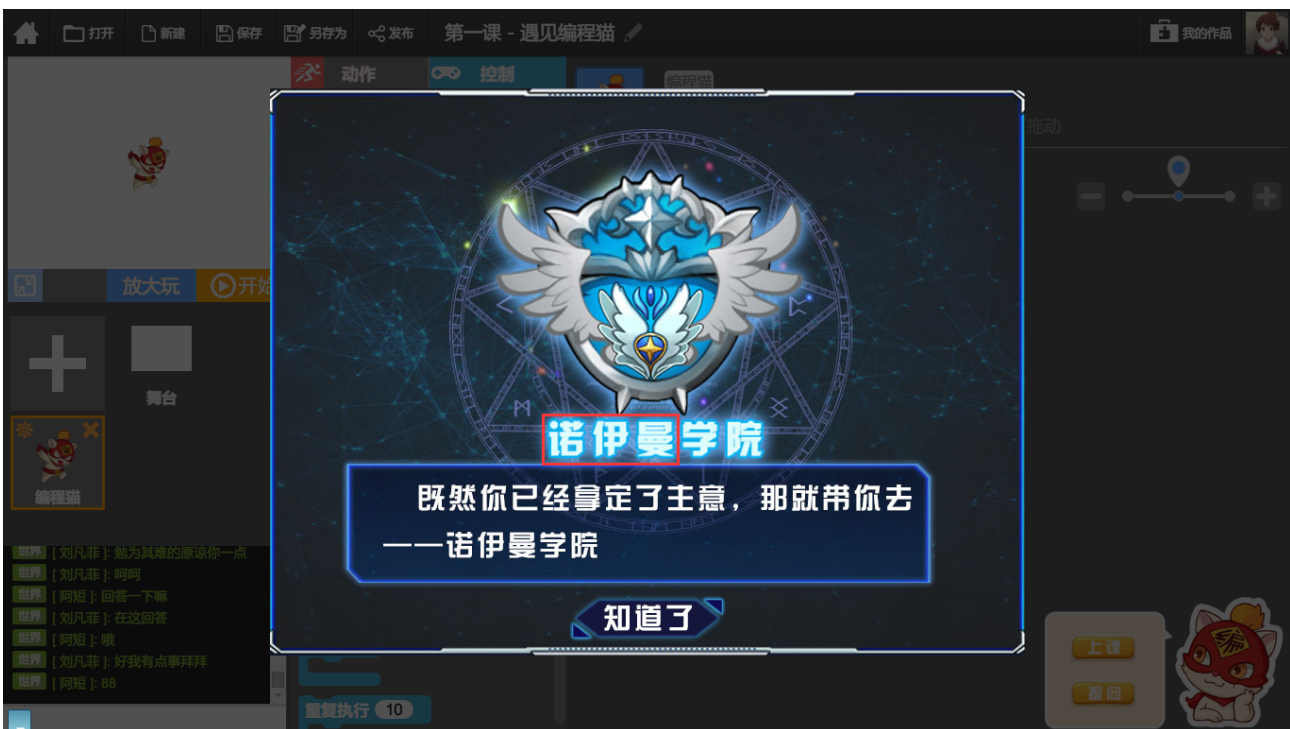 打开 新建 保存 另存为 发布 第一课 - 遇见编程猫 我的作品
动作 控制
编程猫
拖动
放大玩 开始
舞台
编程猫
诺伊曼学院
既然你已经拿定了主意，那就带你去
——诺伊曼学院
知道了
世界 [ 刘凡菲 ]: 勉为其难的原谅你一点
世界 [ 刘凡菲 ]: 呵呵
世界 [ 阿短 ]: 回答一下嘛
世界 [ 刘凡菲 ]: 在这回答
世界 [ 阿短 ]: 哦
世界 [ 刘凡菲 ]: 好我有点事拜拜
世界 [ 阿短 ]: 88
重复执行 10
上课
提问
编